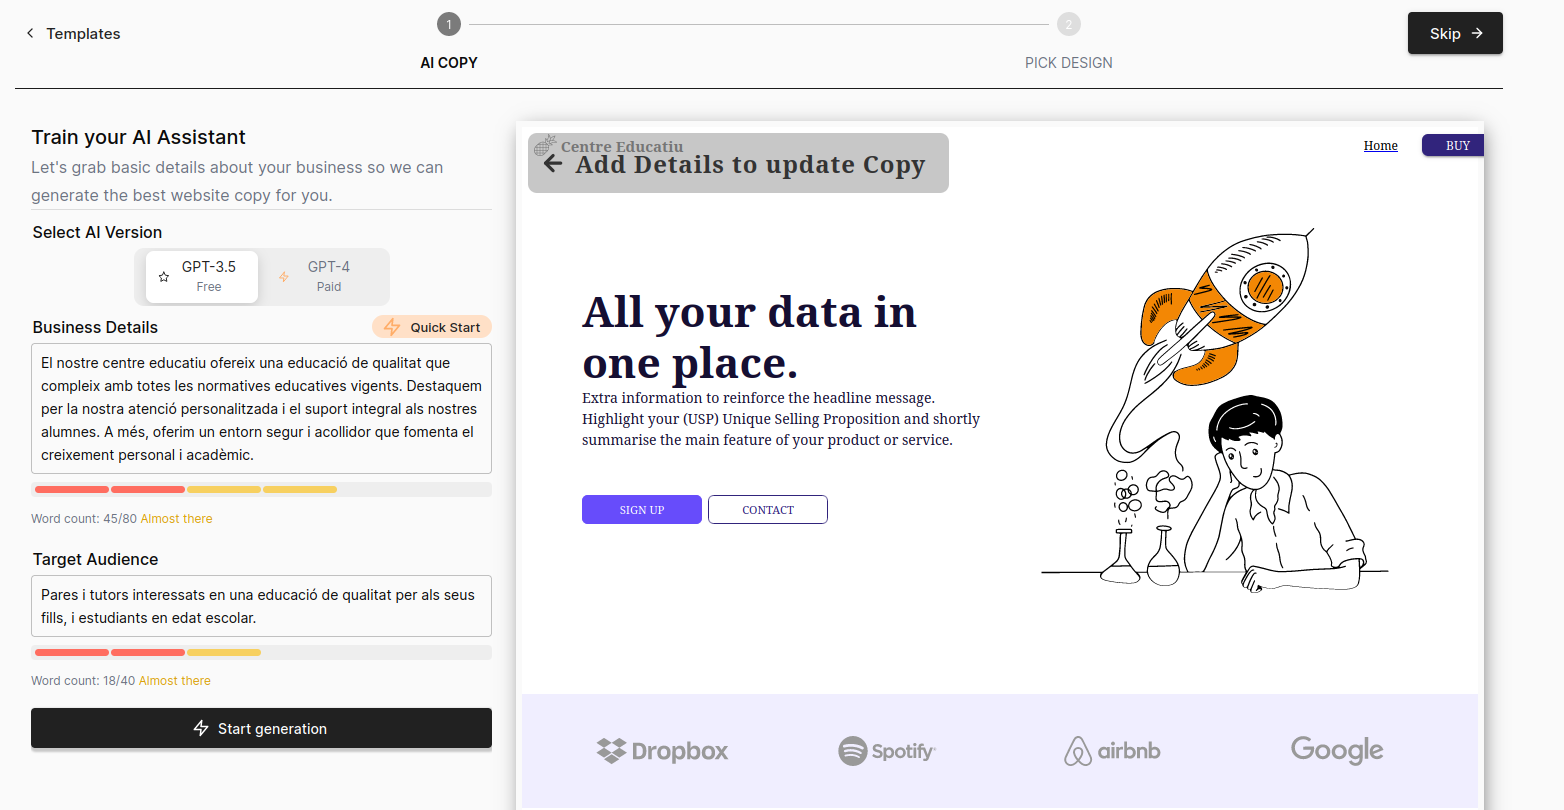 Templates
1
2
Skip
AI COPY
PICK DESIGN
Train your AI Assistant
Let's grab basic details about your business so we can
generate the best website copy for you.
Select AI Version
GPT-3.5
Free
GPT-4
Paid
Business Details
Quick Start
El nostre centre educatiu ofereix una educació de qualitat que
compleix amb totes les normatives educatives vigents. Destaquem
per la nostra atenció personalitzada i el suport integral als nostres
alumnes. A més, oferim un entorn segur i acollidor que fomenta el
creixement personal i acadèmic.
Word count: 45/80 Almost there
Target Audience
Pares i tutors interessats en una educació de qualitat per als seus
fills, i estudiants en edat escolar.
Word count: 18/40 Almost there
Start generation
Centre Educatiu
Add Details to update Copy
Home
BUY
All your data in
one place.
Extra information to reinforce the headline message.
Highlight your (USP) Unique Selling Proposition and shortly
summarise the main feature of your product or service.
SIGN UP
CONTACT
Dropbox
Spotify
airbnb
Google